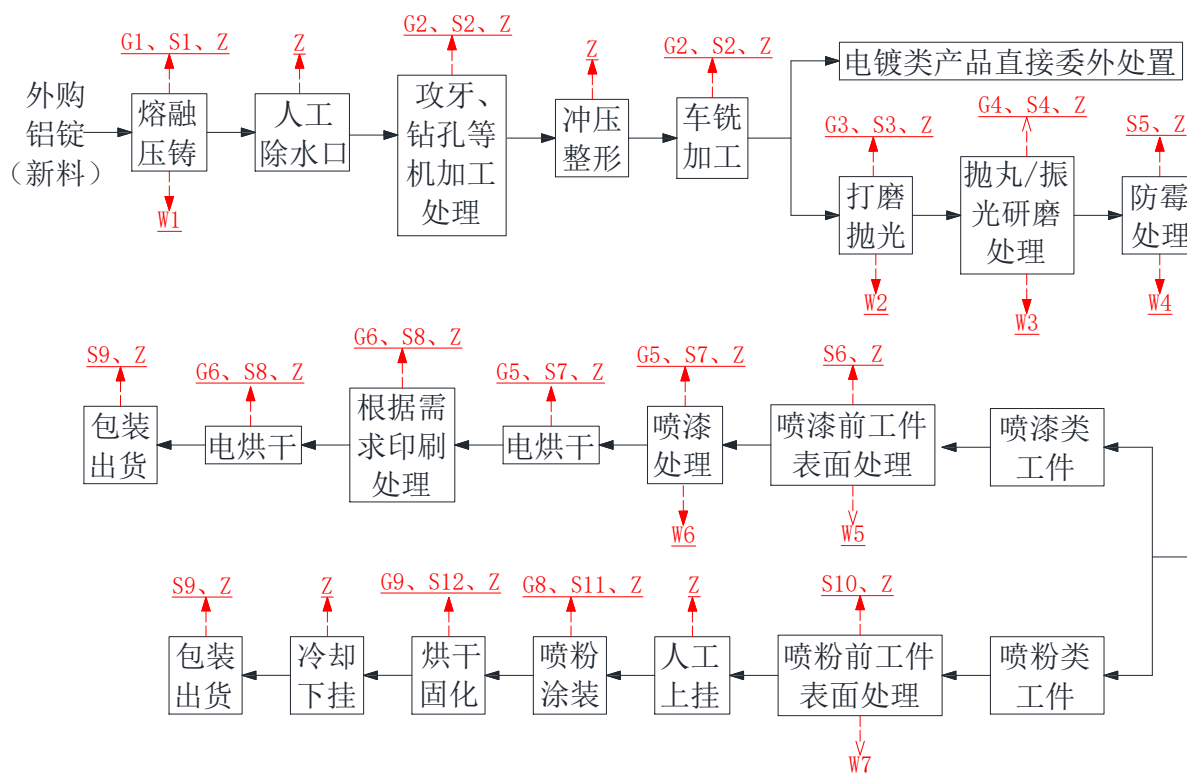 G1、S1、Z
Z
G2、S2、Z
Z
G2、S2、Z
电镀类产品直接委外处置
外购
铝锭
（新料）
熔融
压铸
人工
除水口
攻牙、
钻孔等
机加工
处理
冲压
整形
车铣
加工
W1
G3、S3、Z
G4、S4、Z
S5、Z
打磨
抛光
抛丸/振
光研磨
处理
防霉
处理
W2
W3
W4
S9、Z
G6、S8、Z
G6、S8、Z
G5、S7、Z
G5、S7、Z
S6、Z
包装
出货
电烘干
根据需
求印刷
处理
电烘干
喷漆
处理
喷漆前工件
表面处理
喷漆类
工件
W6
W5
S9、Z
Z
G9、S12、Z
G8、S11、Z
Z
S10、Z
包装
出货
冷却
下挂
烘干
固化
喷粉
涂装
人工
上挂
喷粉前工件
表面处理
喷粉类
工件
W7